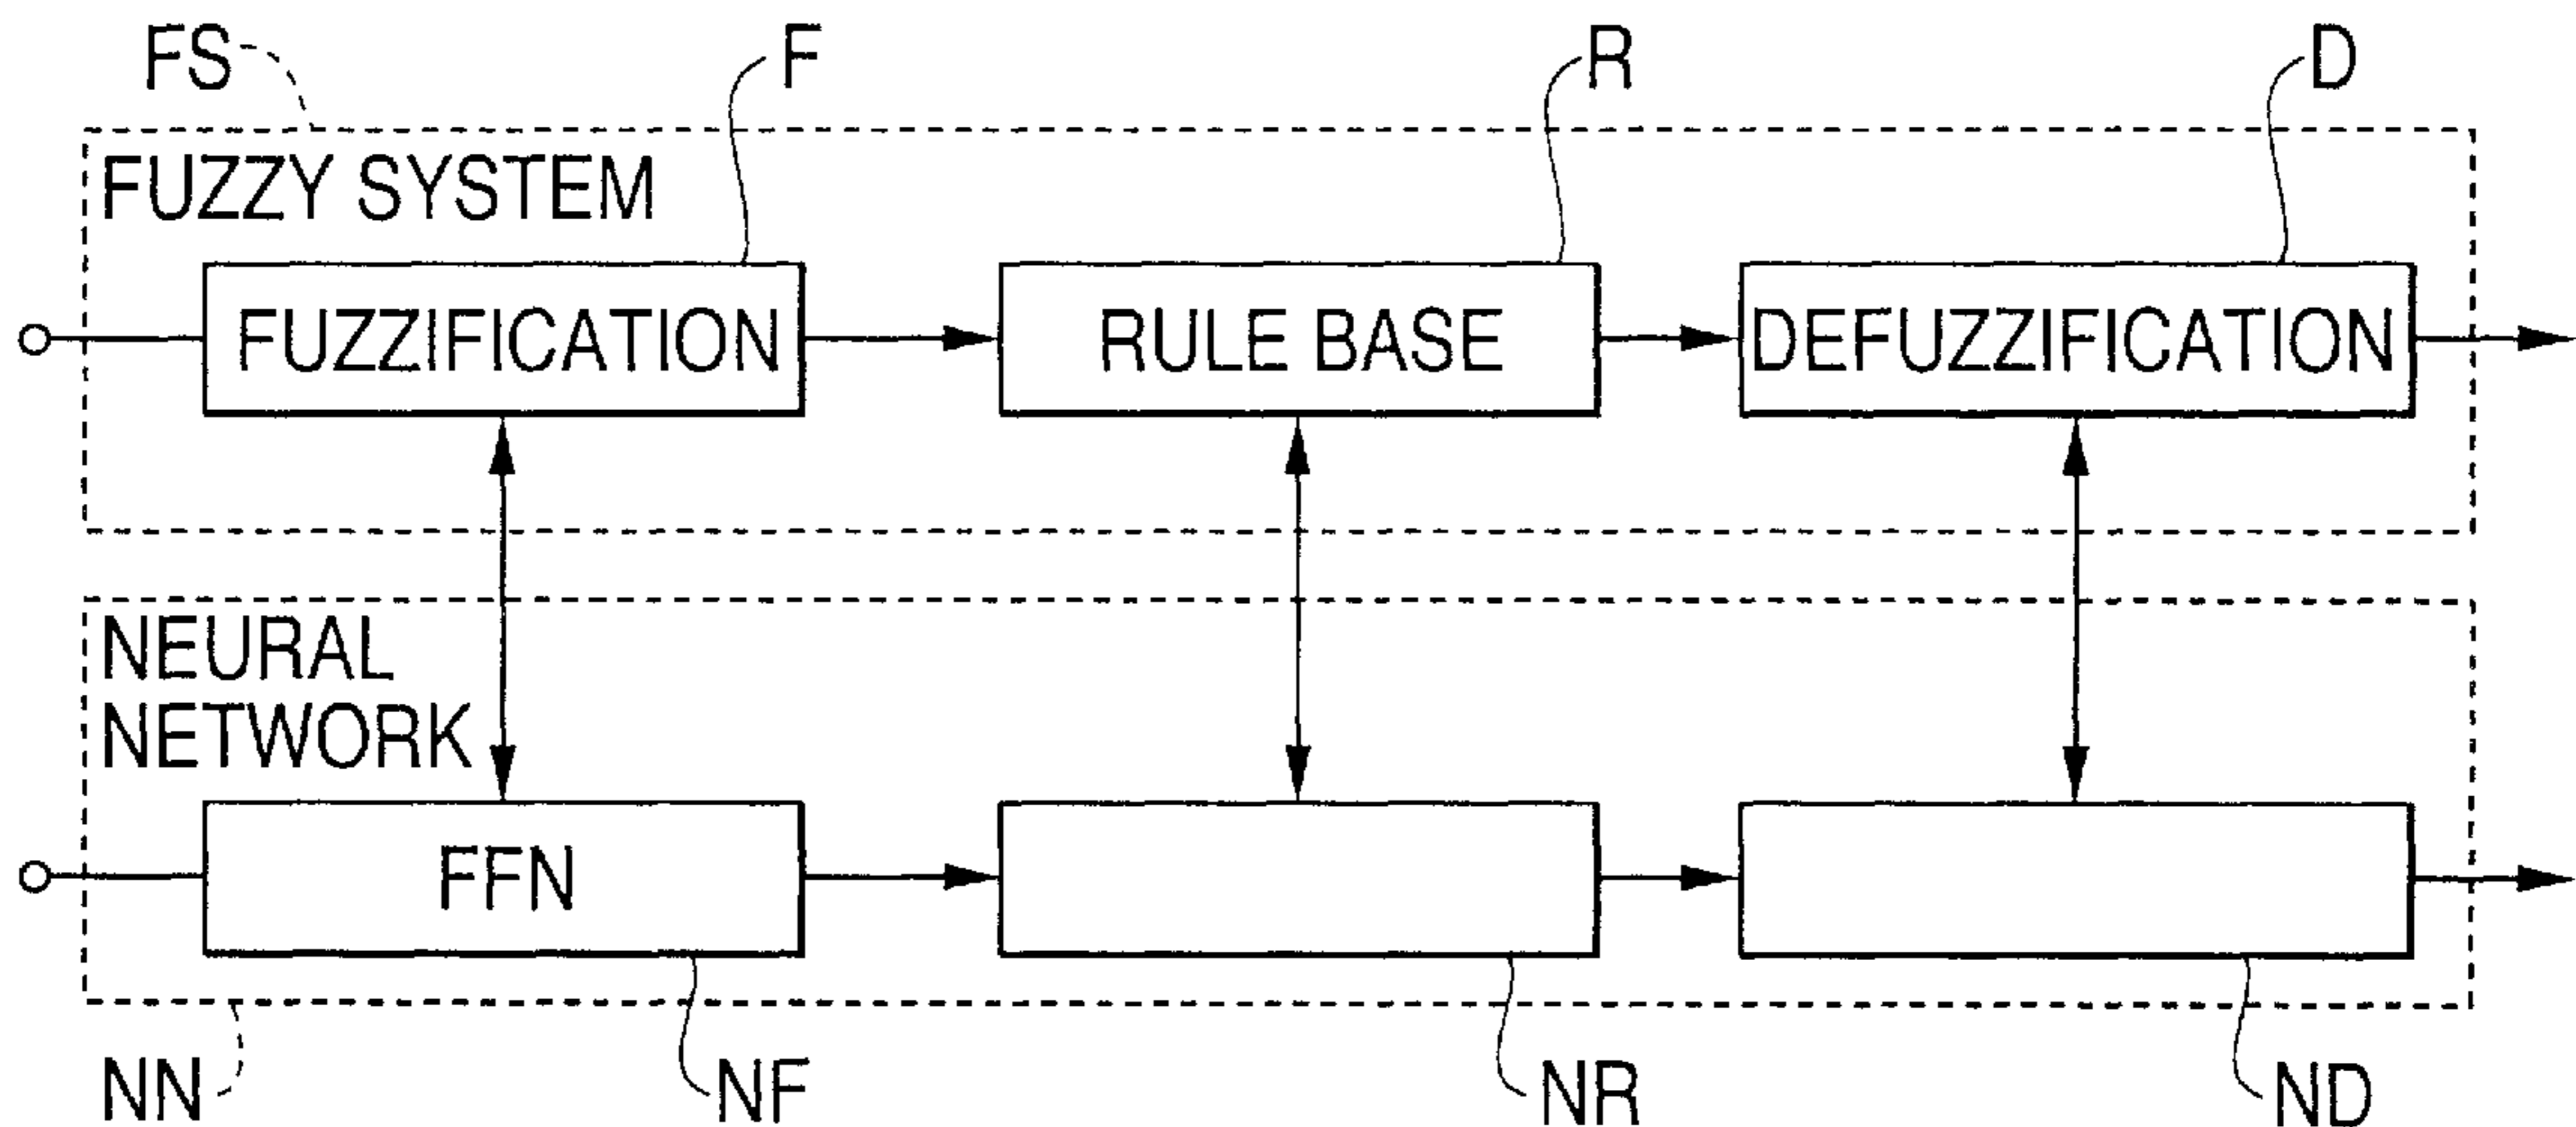 FS
F
R
D
FUZZY SYSTEM
FUZZIFICATION
RULE BASE
DEFUZZIFICATION
NEURAL
NETWORK
FFN
NN
NF
NR
ND